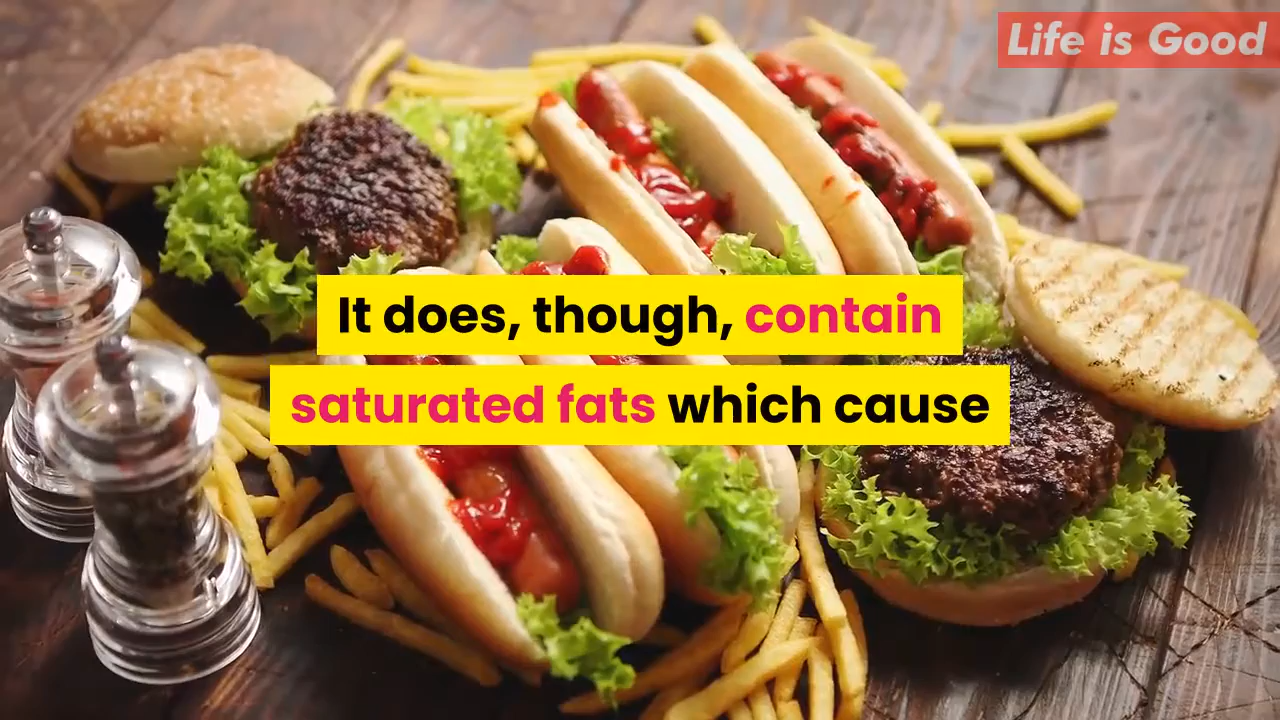 Life is Good
It does, though, contain
saturated fats which cause